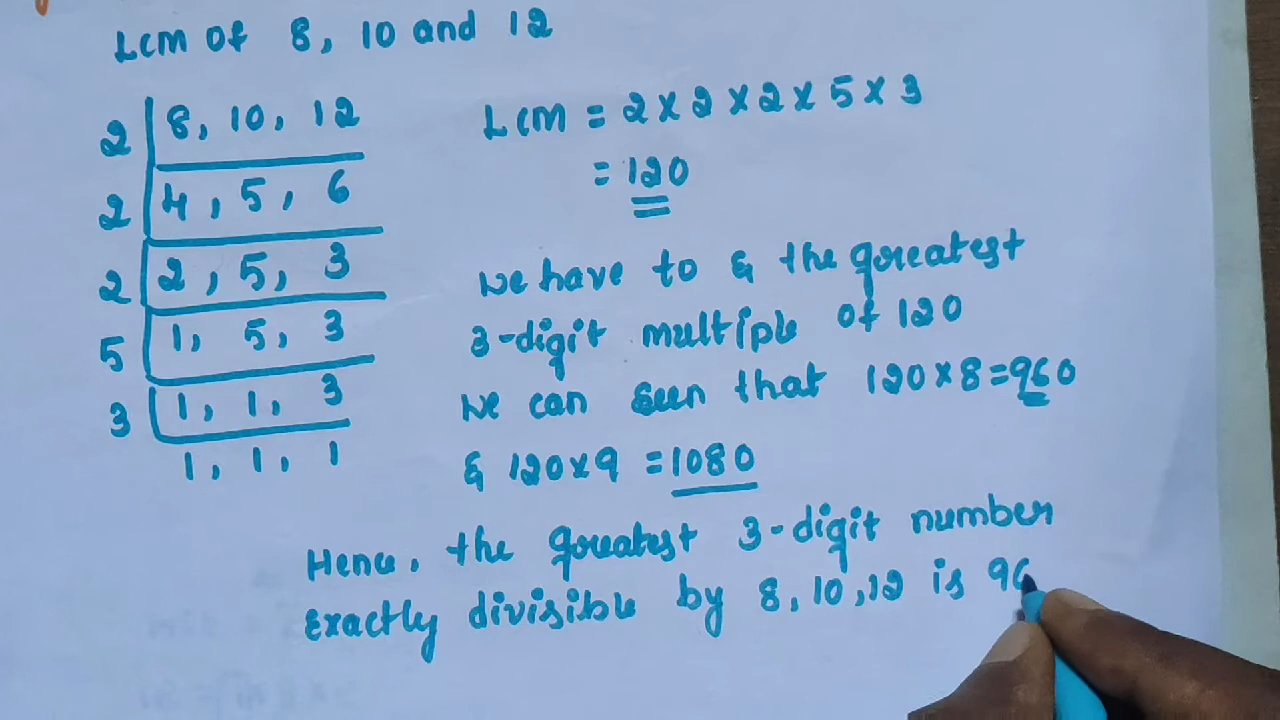 Lcm of 8, 10 and 12
2 | 8, 10, 12
2 | 4, 5, 6
2 | 2, 5, 3
5 | 1, 5, 3
3 | 1, 1, 3
1, 1, 1
Lcm = 2 x 2 x 2 x 5 x 3
= 120
We have to & the greatest
3-digit multiple of 120
We can seen that 120 x 8 = 960
& 120 x 9 = 1080
Hence, the greatest 3-digit number
exactly divisible by 8, 10, 12 is 96